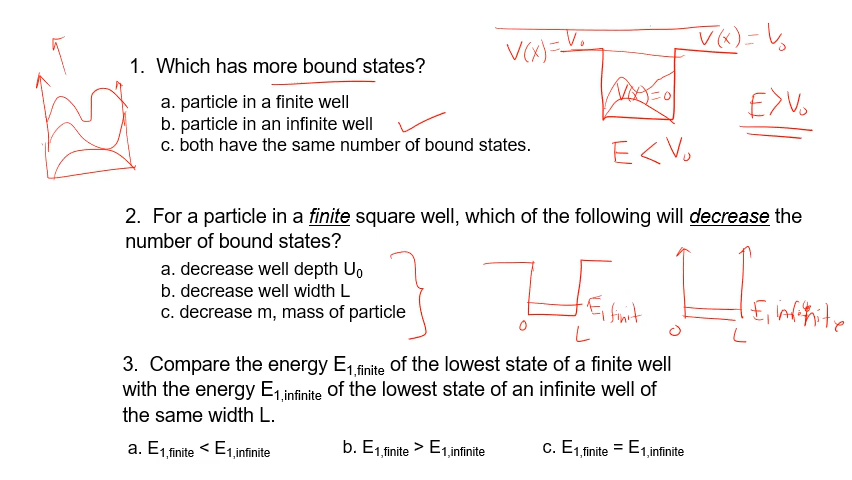 V(x)=V₀
V(x)=V₀
V(x)=0
E>V₀
E<V₀
1. Which has more bound states?
a. particle in a finite well
b. particle in an infinite well
c. both have the same number of bound states.
2. For a particle in a finite square well, which of the following will decrease the
number of bound states?
a. decrease well depth U₀
b. decrease well width L
c. decrease m, mass of particle
E₁ finit
0
L
E₁ infinite
0
L
3. Compare the energy E₁,finite of the lowest state of a finite well
with the energy E₁,infinite of the lowest state of an infinite well of
the same width L.
a. E₁,finite < E₁,infinite
b. E₁,finite > E₁,infinite
c. E₁,finite = E₁,infinite